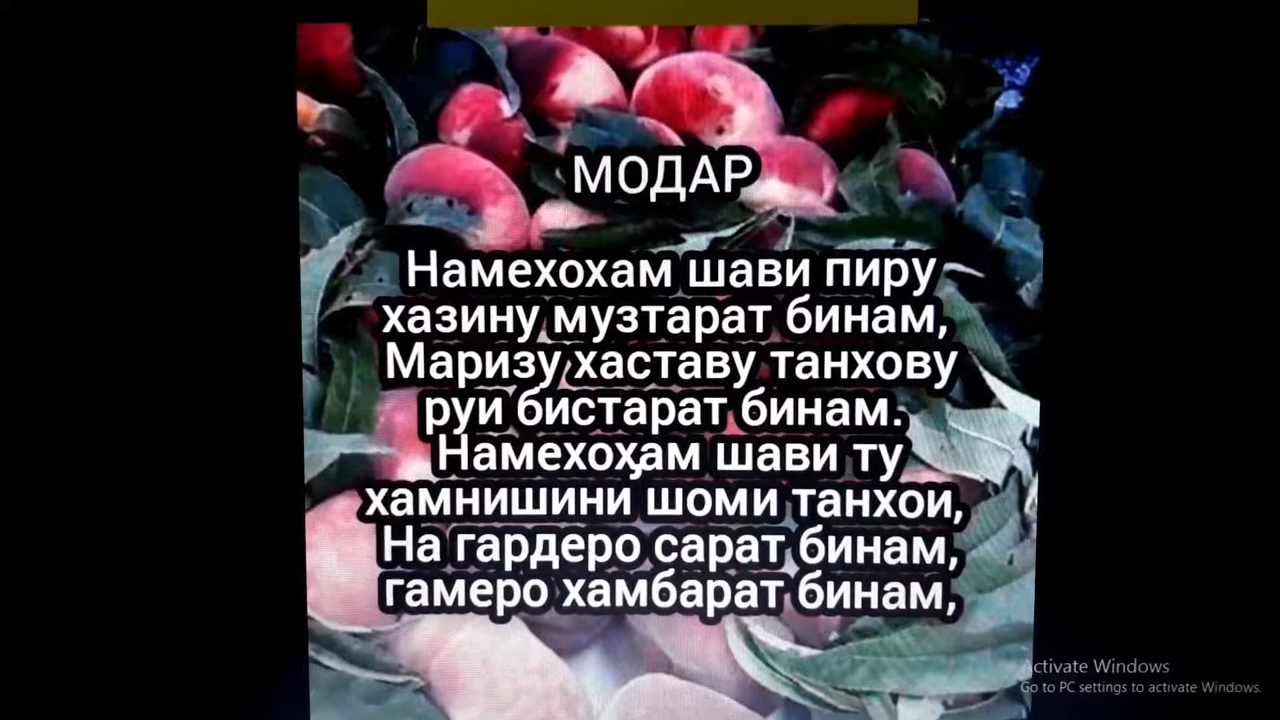 МОДАР
Намехохам шави пиру
хазину музтарат бинам,
Маризу хаставу танхову
руи бистарат бинам.
Намехоҳам шави ту
хамнишини шоми танхои,
На гардеро сарат бинам,
гамеро хамбарат бинам,
Activate Windows
Go to PC settings to activate Windows.